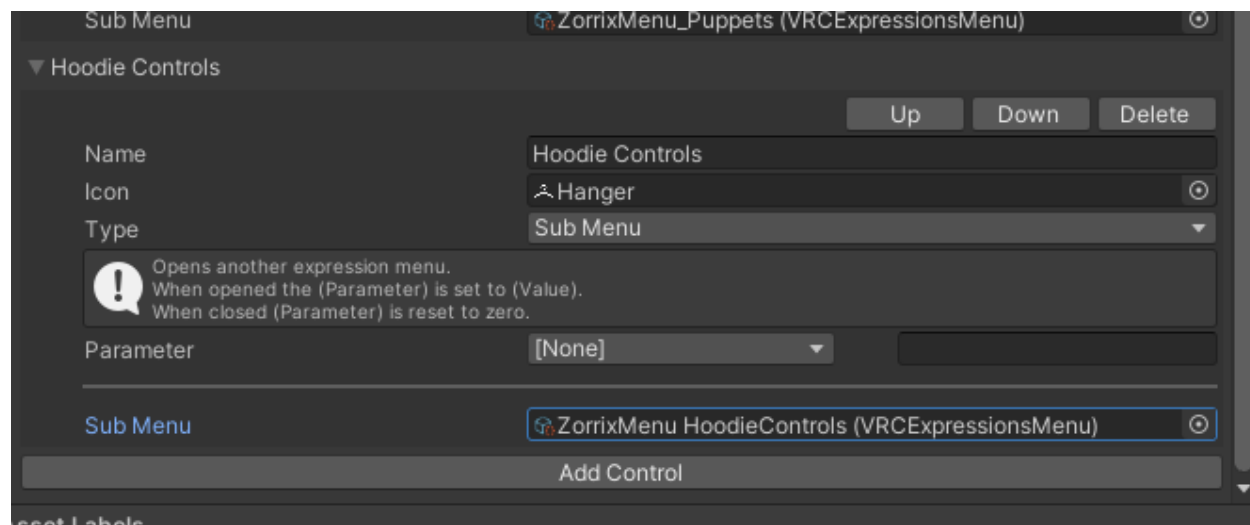 Sub Menu
ZorrixMenu_Puppets (VRCExpressionsMenu)
Hoodie Controls
Up
Down
Delete
Name
Hoodie Controls
Icon
Hanger
Type
Sub Menu
Opens another expression menu.
When opened the (Parameter) is set to (Value).
When closed (Parameter) is reset to zero.
Parameter
[None]
Sub Menu
ZorrixMenu HoodieControls (VRCExpressionsMenu)
Add Control
sset Labels